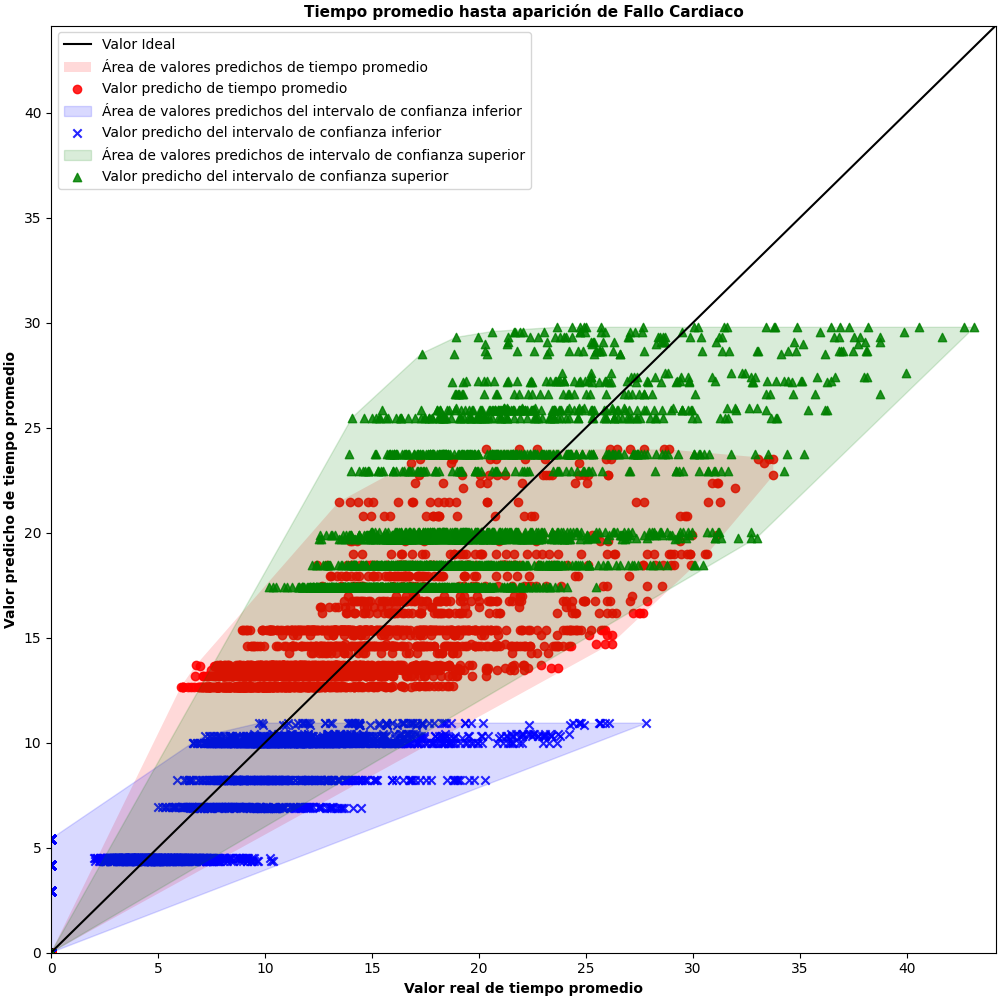 Tiempo promedio hasta aparición de Fallo Cardiaco
Valor Ideal
Área de valores predichos de tiempo promedio
Valor predicho de tiempo promedio
Área de valores predichos del intervalo de confianza inferior
Valor predicho del intervalo de confianza inferior
Área de valores predichos de intervalo de confianza superior
Valor predicho del intervalo de confianza superior
Valor predicho de tiempo promedio
40
35
30
25
20
15
10
5
0
0 5 10 15 20 25 30 35 40
Valor real de tiempo promedio